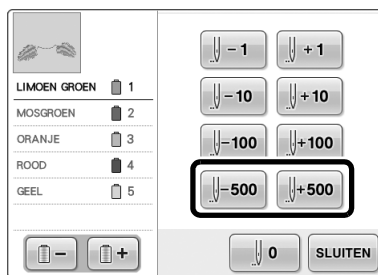 LIMOEN GROEN 1
MOSGROEN 2
ORANJE 3
ROOD 4
GEEL 5
- +
-1 +1
-10 +10
-100 +100
-500 +500
0 SLUITEN